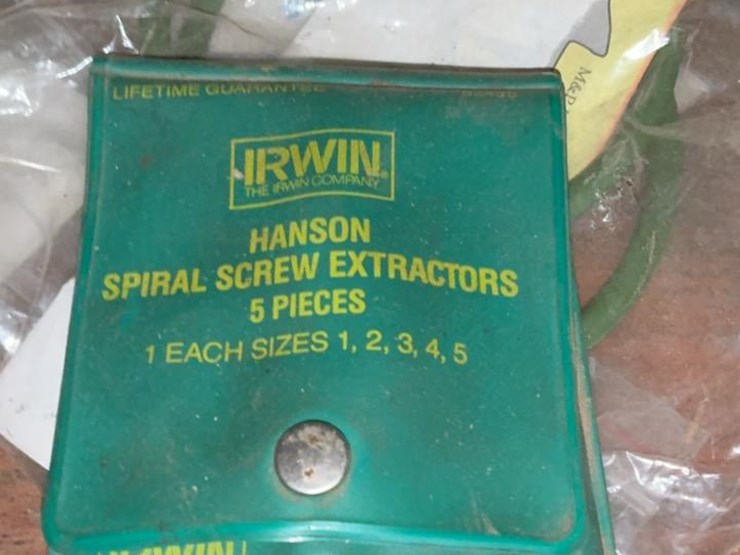 LIFETIME GUARANTEE
IRWIN®
THE IRWIN COMPANY
HANSON
SPIRAL SCREW EXTRACTORS
5 PIECES
1 EACH SIZES 1, 2, 3, 4, 5
IRWIN